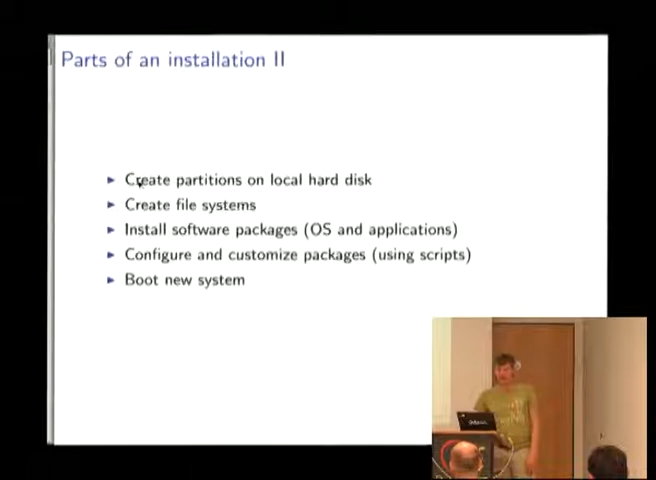 Parts of an installation II
Create partitions on local hard disk
Create file systems
Install software packages (OS and applications)
Configure and customize packages (using scripts)
Boot new system